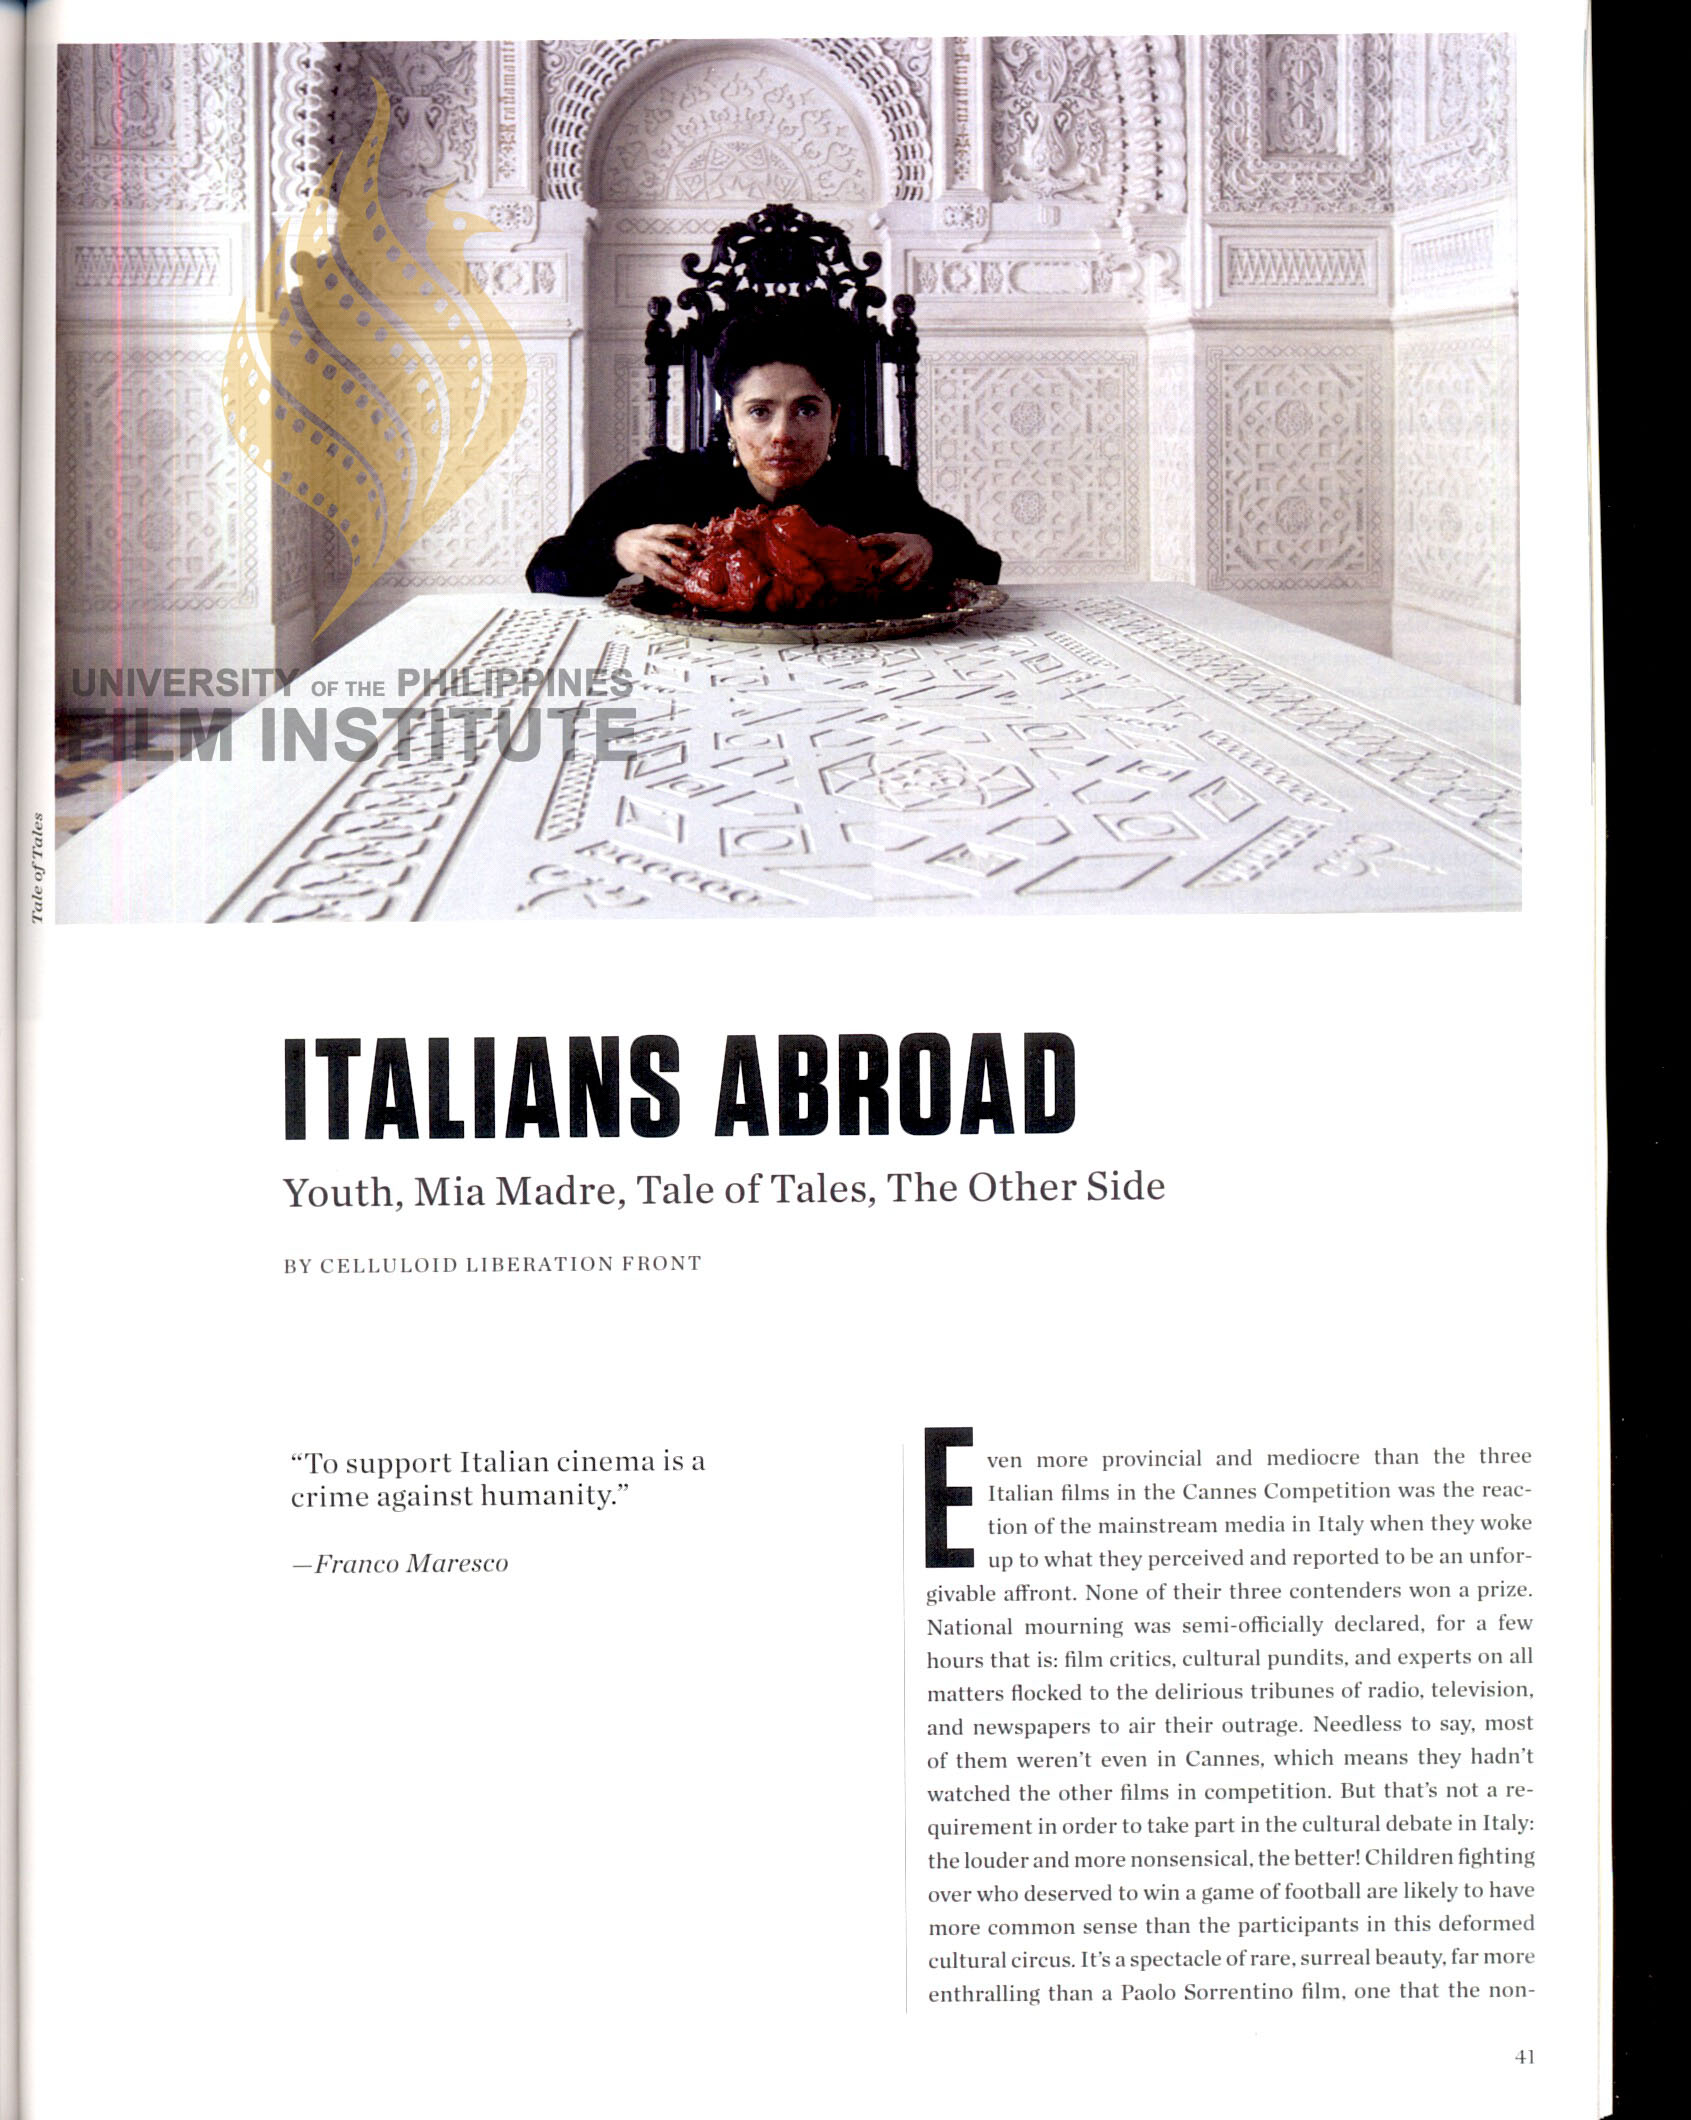 UNIVERSITY OF THE PHILIPPINES
FILM INSTITUTE
Tale of Tales
ITALIANS ABROAD
Youth, Mia Madre, Tale of Tales, The Other Side
BY CELLULOID LIBERATION FRONT
“To support Italian cinema is a
crime against humanity.”
—Franco Maresco
Even more provincial and mediocre than the three
Italian films in the Cannes Competition was the reac-
tion of the mainstream media in Italy when they woke
up to what they perceived and reported to be an unfor-
givable affront. None of their three contenders won a prize.
National mourning was semi-officially declared, for a few
hours that is: film critics, cultural pundits, and experts on all
matters flocked to the delirious tribunes of radio, television,
and newspapers to air their outrage. Needless to say, most
of them weren’t even in Cannes, which means they hadn’t
watched the other films in competition. But that’s not a re-
quirement in order to take part in the cultural debate in Italy:
the louder and more nonsensical, the better! Children fighting
over who deserved to win a game of football are likely to have
more common sense than the participants in this deformed
cultural circus. It’s a spectacle of rare, surreal beauty, far more
enthralling than a Paolo Sorrentino film, one that the non-
41